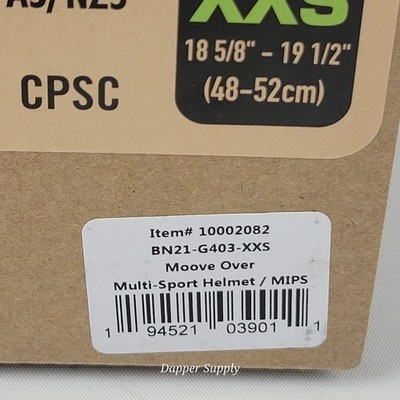 XXS
18 5/8" – 19 1/2"
(48–52cm)
CPSC
Item# 10002082
BN21-G403-XXS
Moove Over
Multi-Sport Helmet / MIPS
1 94521 03901 1
Dapper Supply